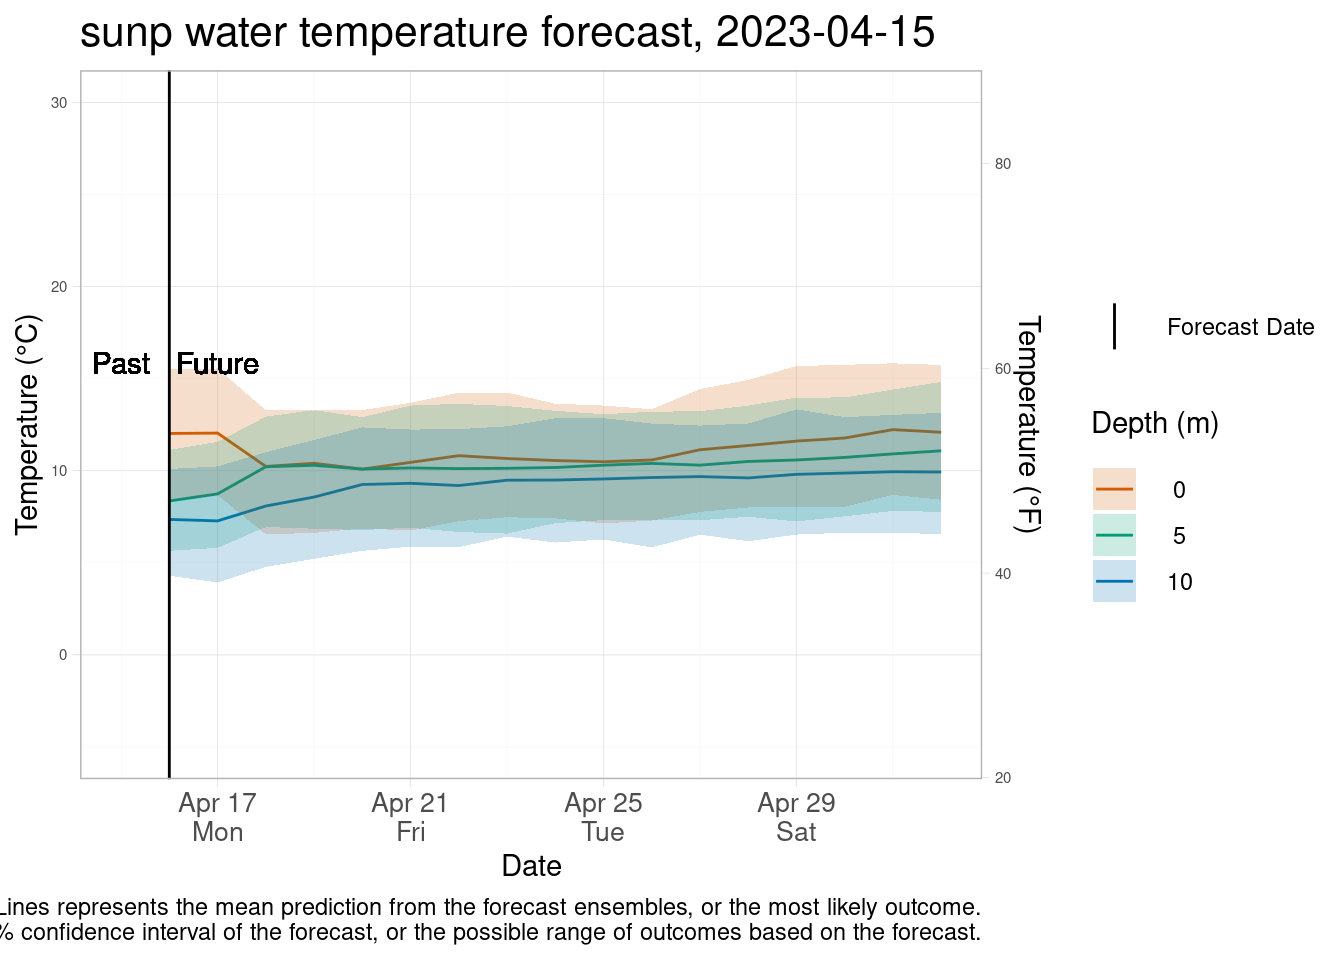 sunp water temperature forecast, 2023-04-15
30
20
10
0
Temperature (°C)
Past
Future
80
60
40
20
Temperature (°F)
Apr 17
Mon
Apr 21
Fri
Apr 25
Tue
Apr 29
Sat
Date
Forecast Date
Depth (m)
0
5
10
Lines represents the mean prediction from the forecast ensembles, or the most likely outcome.
% confidence interval of the forecast, or the possible range of outcomes based on the forecast.